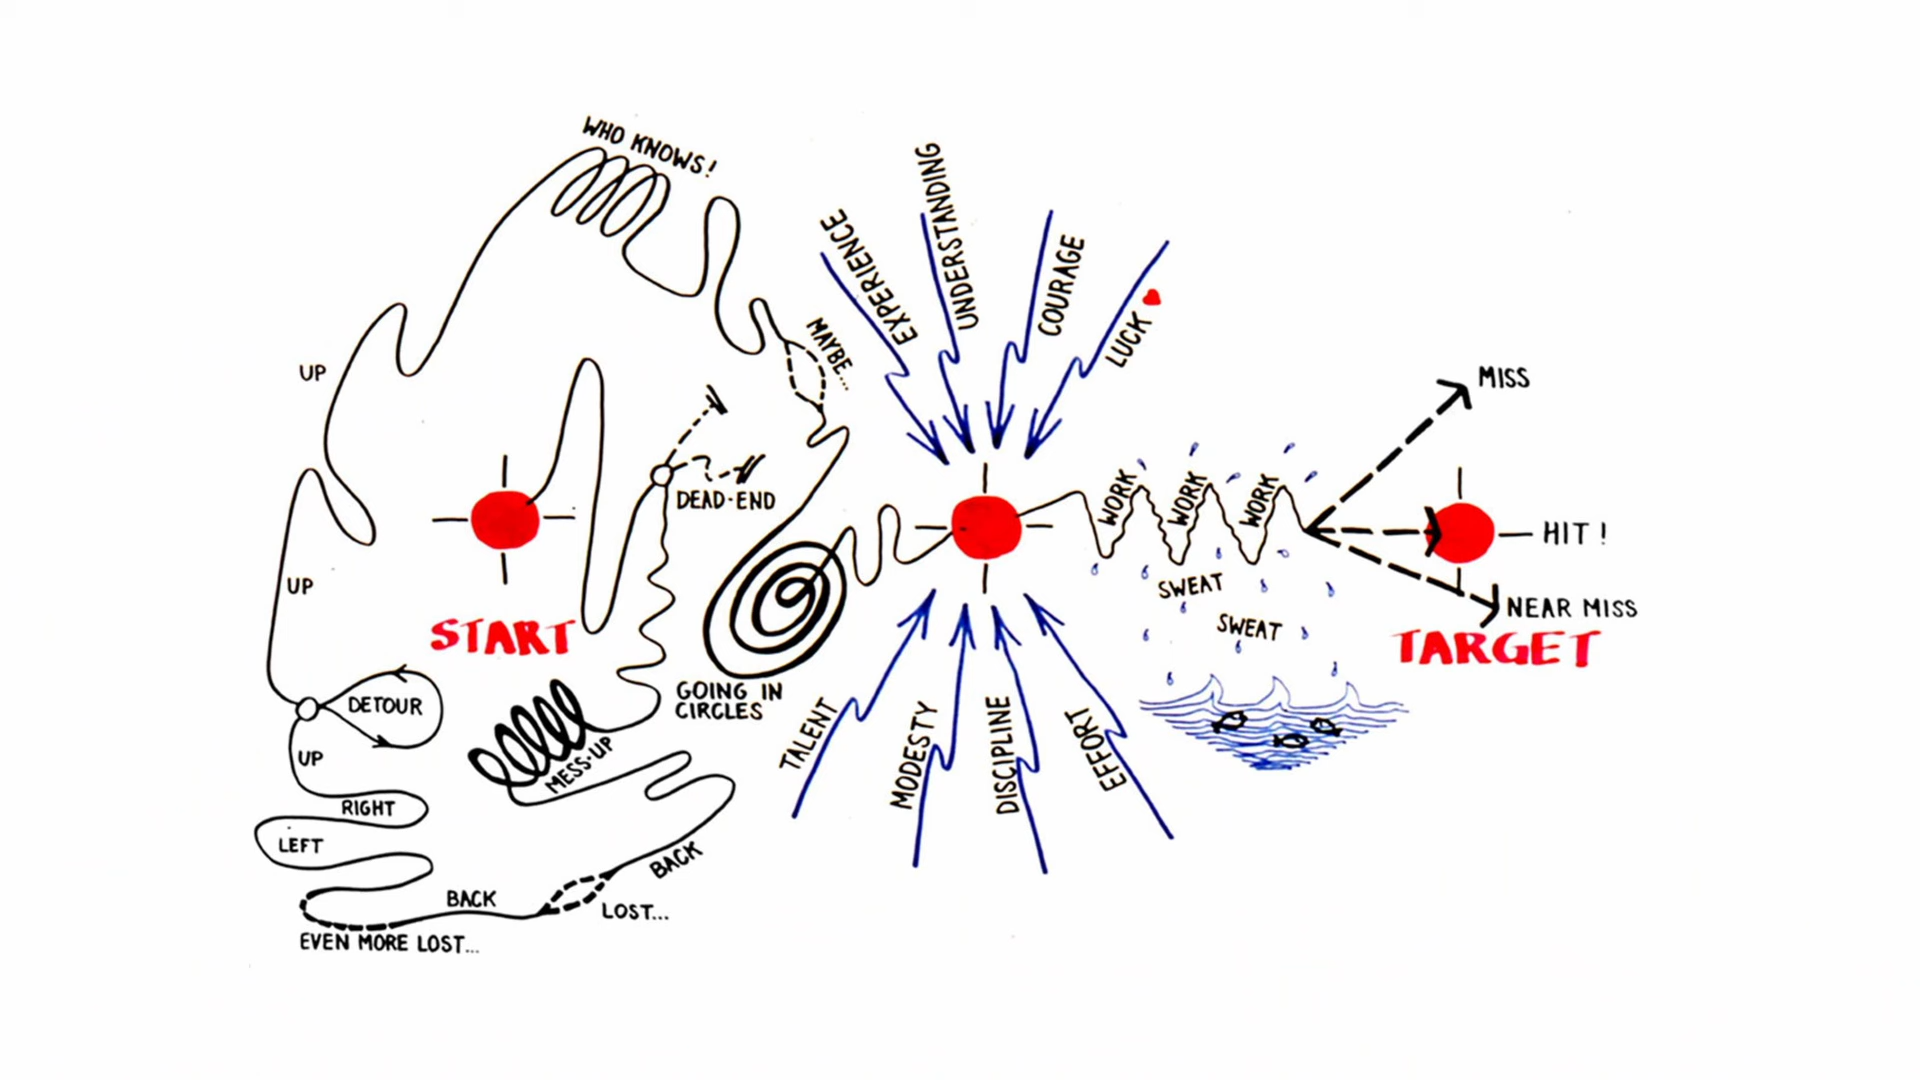 WHO KNOWS!
UP
MAYBE...
DEAD-END
START
UP
DETOUR
UP
RIGHT
LEFT
MESS-UP
BACK
LOST...
BACK
EVEN MORE LOST...
GOING IN
CIRCLES
EXPERIENCE
UNDERSTANDING
COURAGE
LUCK
TALENT
MODESTY
DISCIPLINE
EFFORT
WORK
WORK
WORK
SWEAT
SWEAT
MISS
HIT!
NEAR MISS
TARGET